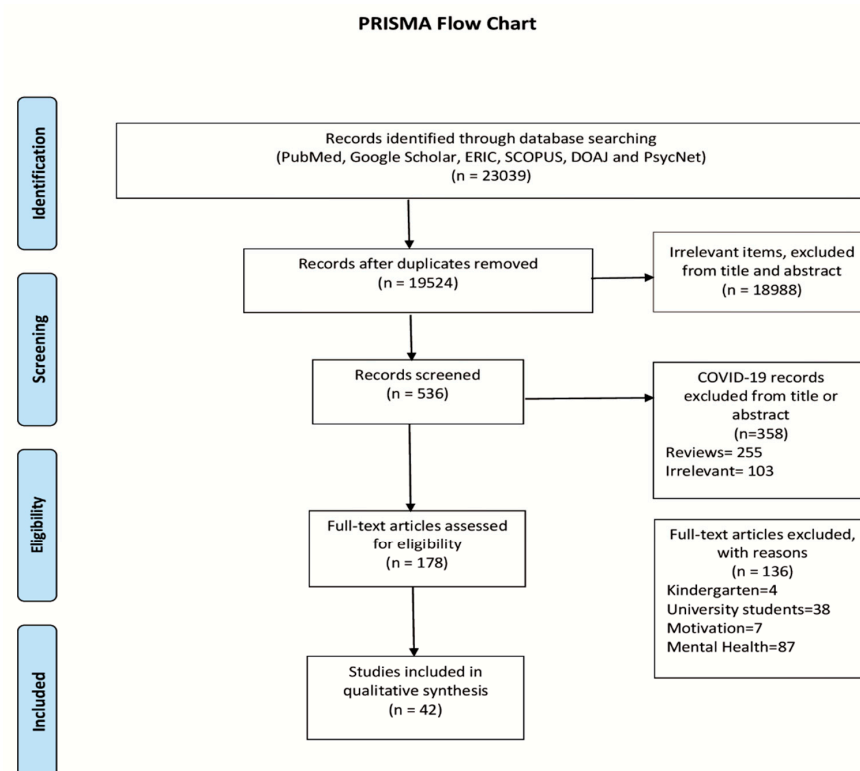 PRISMA Flow Chart
Identification
Records identified through database searching
(PubMed, Google Scholar, ERIC, SCOPUS, DOAJ and PsycNet)
(n = 23039)
Records after duplicates removed
(n = 19524)
Irrelevant items, excluded
from title and abstract
(n = 18988)
Screening
Records screened
(n = 536)
COVID-19 records
excluded from title or
abstract
(n=358)
Reviews= 255
Irrelevant= 103
Eligibility
Full-text articles assessed
for eligibility
(n = 178)
Full-text articles excluded,
with reasons
(n = 136)
Kindergarten=4
University students=38
Motivation=7
Mental Health=87
Included
Studies included in
qualitative synthesis
(n = 42)